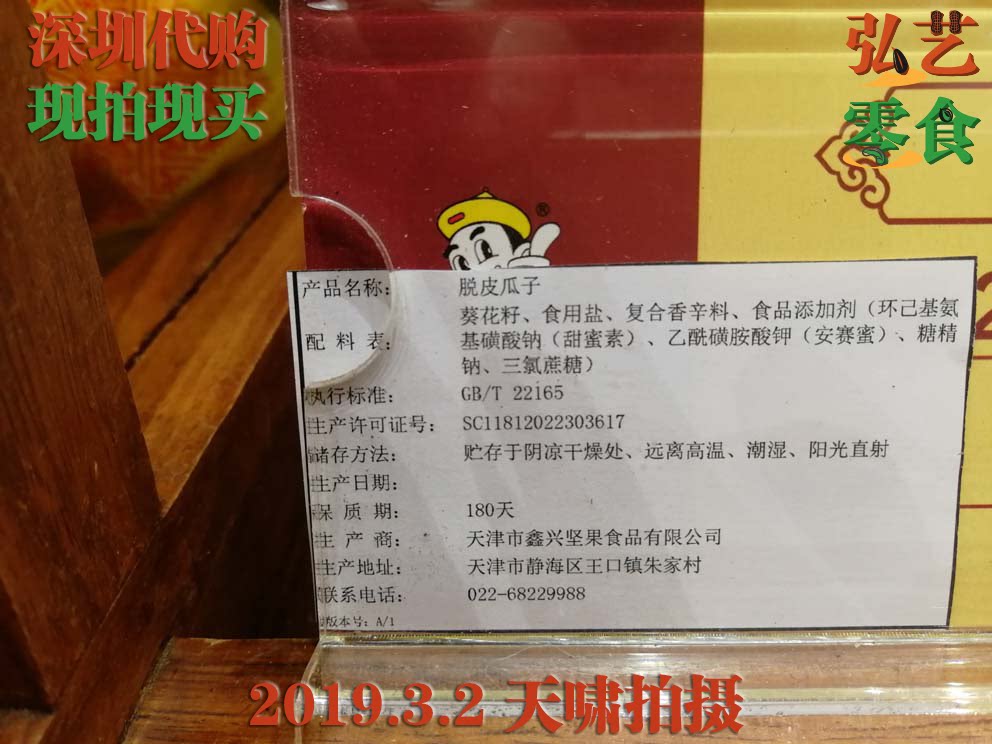 深圳代购
现拍现买
弘艺
零食
®
产品名称： 脱皮瓜子
配 料 表： 葵花籽、食用盐、复合香辛料、食品添加剂（环己基氨
基磺酸钠（甜蜜素）、乙酰磺胺酸钾（安赛蜜）、糖精
钠、三氯蔗糖）
执行标准： GB/T 22165
生产许可证号： SC11812022303617
储存方法： 贮存于阴凉干燥处、远离高温、潮湿、阳光直射
生产日期：
保 质 期： 180天
生 产 商： 天津市鑫兴坚果食品有限公司
生产地址： 天津市静海区王口镇朱家村
联系电话： 022-68229988
版本号：A/1
2019.3.2 天啸拍摄